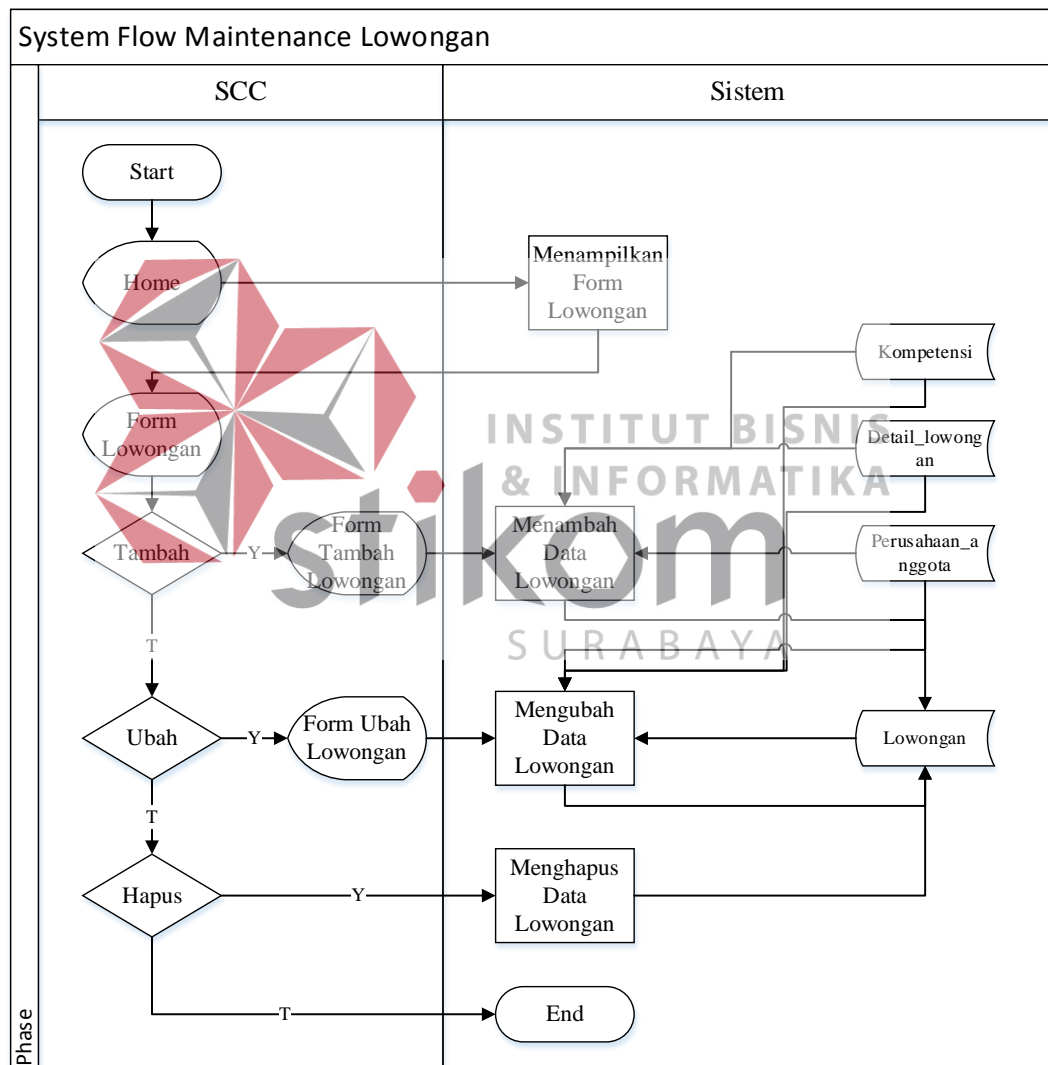 System Flow Maintenance Lowongan
SCC
Sistem
Phase
Start
Home
Menampilkan
Form
Lowongan
Kompetensi
Form
Lowongan
INSTITUT BISNIS
& INFORMATIKA
stikom
SURABAYA
Detail_lowong
an
Tambah
Y
Form
Tambah
Lowongan
Menambah
Data
Lowongan
Perusahaan_a
nggota
T
Ubah
Y
Form Ubah
Lowongan
Mengubah
Data
Lowongan
Lowongan
T
Hapus
Y
Menghapus
Data
Lowongan
T
End